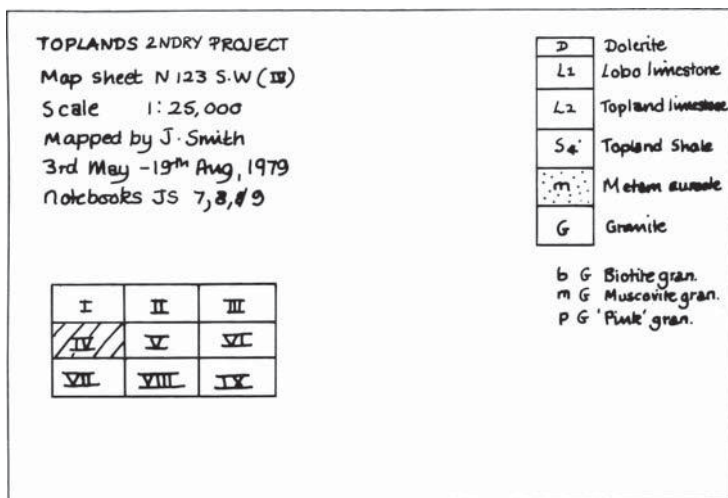 TOPLANDS 2NDRY PROJECT
Map sheet N 123 S.W (IV)
Scale 1:25,000
Mapped by J. Smith
3rd May - 19th Aug, 1979
Notebooks JS 7,8,&9
I II III
IV V VI
VII VIII IX
D Dolerite
L1 Lobo limestone
L2 Topland limestone
S4 Topland Shale
m Metam aureole
G Granite
b G Biotite gran.
m G Muscovite gran.
p G 'Pink' gran.